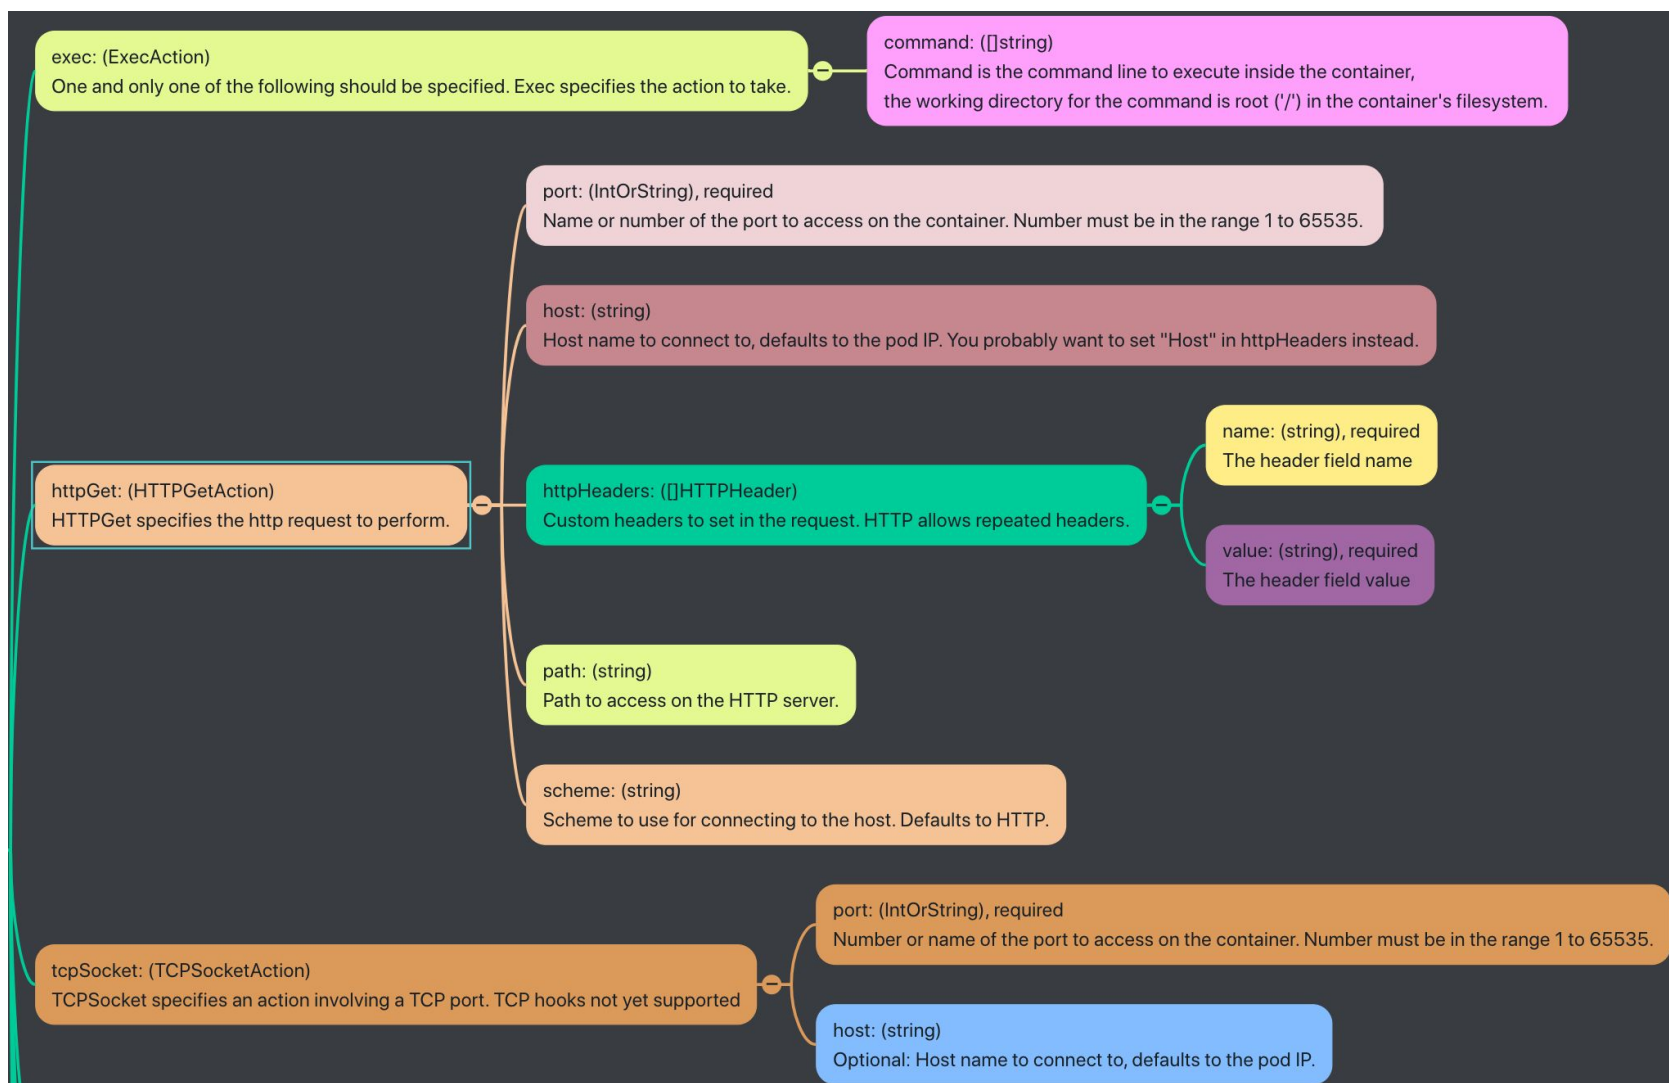 exec: (ExecAction)
One and only one of the following should be specified. Exec specifies the action to take.
command: ([]string)
Command is the command line to execute inside the container,
the working directory for the command is root ('/') in the container's filesystem.
port: (IntOrString), required
Name or number of the port to access on the container. Number must be in the range 1 to 65535.
host: (string)
Host name to connect to, defaults to the pod IP. You probably want to set "Host" in httpHeaders instead.
httpGet: (HTTPGetAction)
HTTPGet specifies the http request to perform.
httpHeaders: ([]HTTPHeader)
Custom headers to set in the request. HTTP allows repeated headers.
name: (string), required
The header field name
value: (string), required
The header field value
path: (string)
Path to access on the HTTP server.
scheme: (string)
Scheme to use for connecting to the host. Defaults to HTTP.
tcpSocket: (TCPSocketAction)
TCPSocket specifies an action involving a TCP port. TCP hooks not yet supported
port: (IntOrString), required
Number or name of the port to access on the container. Number must be in the range 1 to 65535.
host: (string)
Optional: Host name to connect to, defaults to the pod IP.